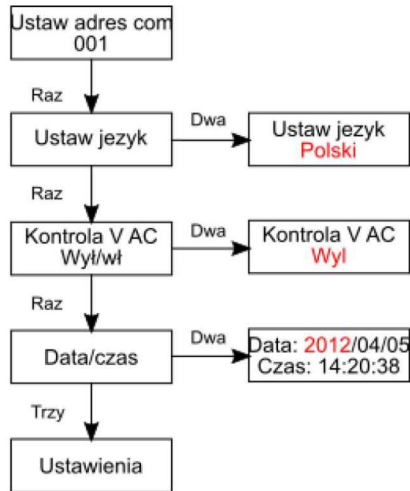 Ustaw adres com
001
Raz
Ustaw jezyk
Dwa
Ustaw jezyk
Polski
Raz
Kontrola V AC
Wył/wł
Dwa
Kontrola V AC
Wyl
Raz
Data/czas
Dwa
Data: 2012/04/05
Czas: 14:20:38
Trzy
Ustawienia